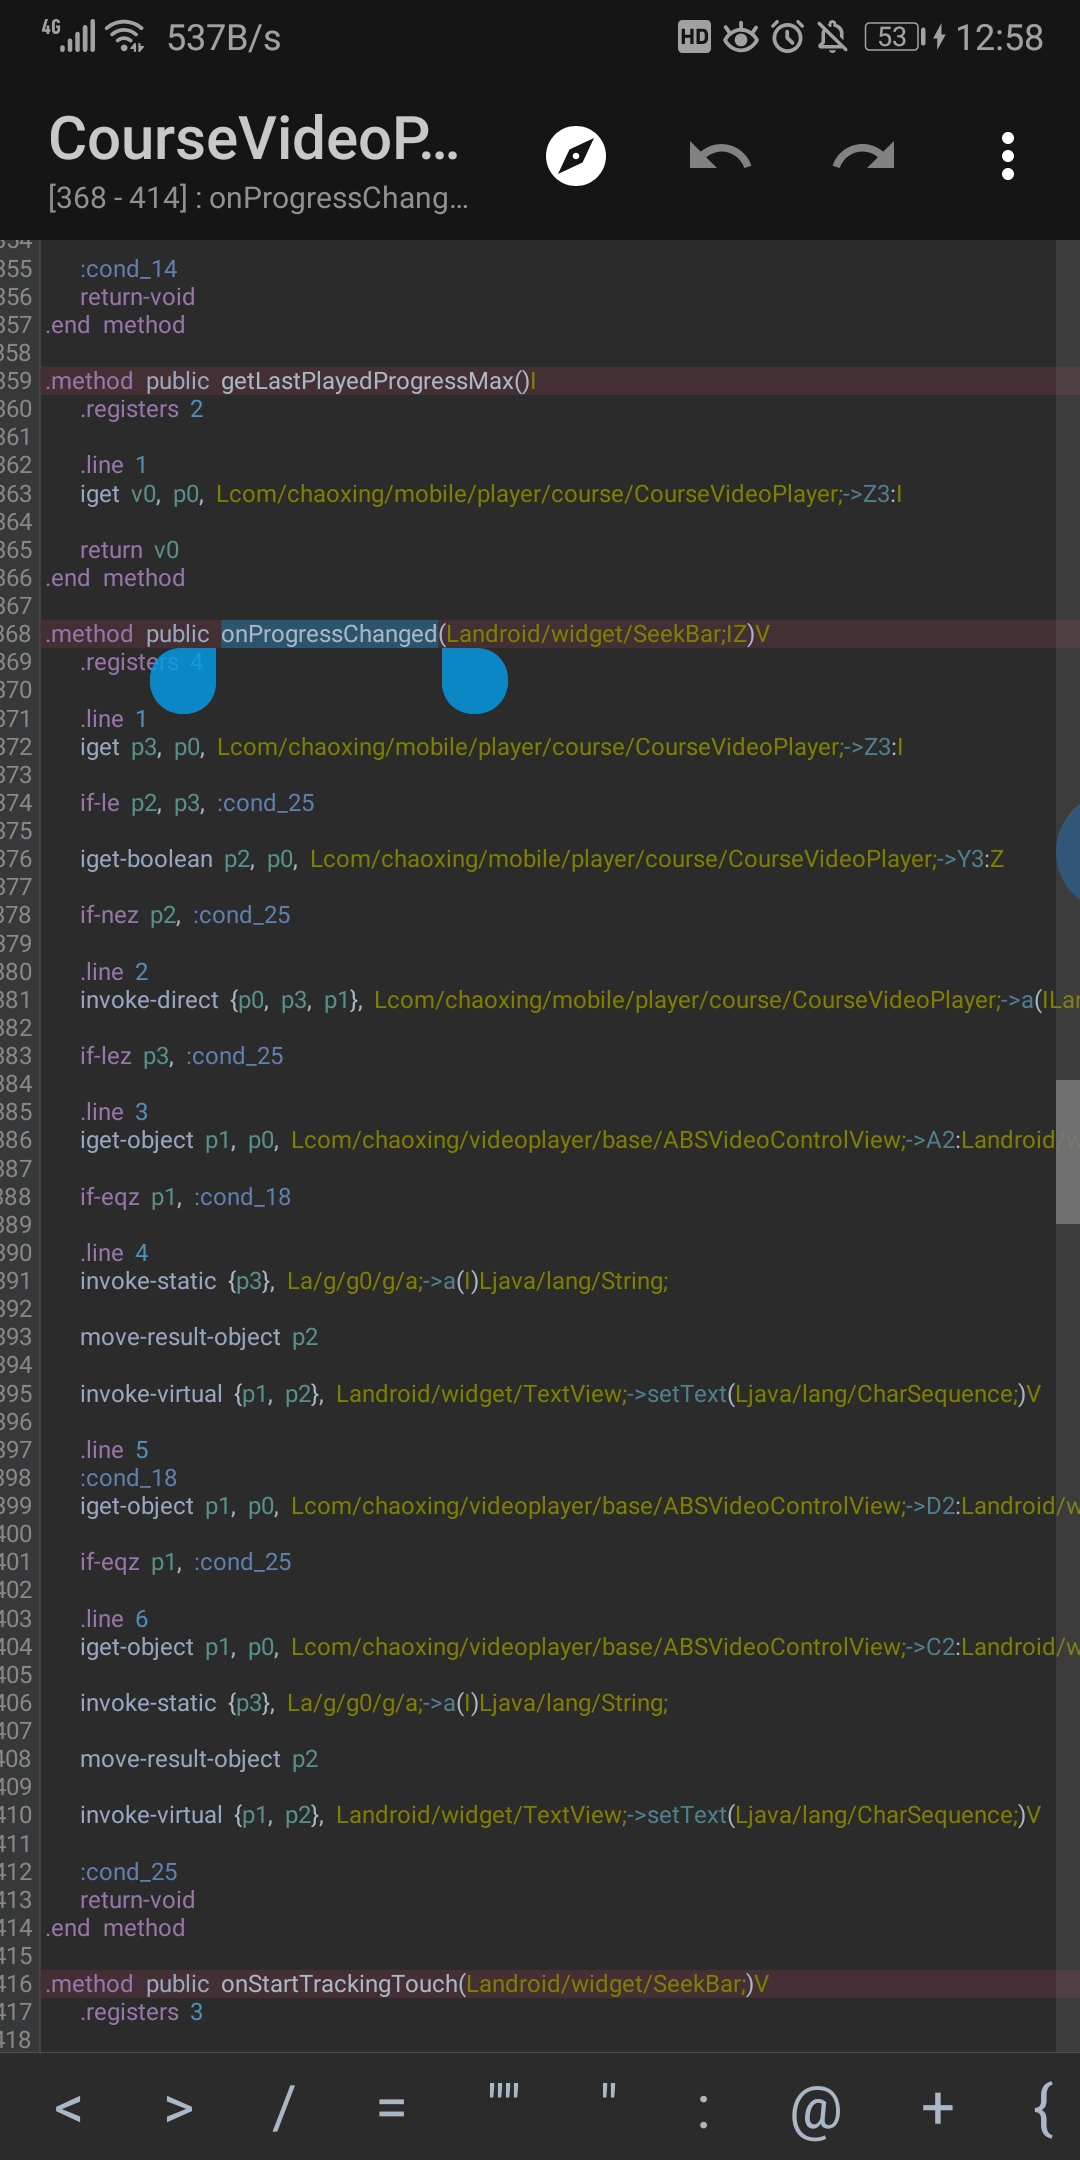 4G 537B/s HD 53 12:58
CourseVideoP...
[368 - 414] : onProgressChang...
354
355 :cond_14
356 return-void
357 .end method
358
359 .method public getLastPlayedProgressMax()I
360 .registers 2
361
362 .line 1
363 iget v0, p0, Lcom/chaoxing/mobile/player/course/CourseVideoPlayer;->Z3:I
364
365 return v0
366 .end method
367
368 .method public onProgressChanged(Landroid/widget/SeekBar;IZ)V
369 .registers 4
370
371 .line 1
372 iget p3, p0, Lcom/chaoxing/mobile/player/course/CourseVideoPlayer;->Z3:I
373
374 if-le p2, p3, :cond_25
375
376 iget-boolean p2, p0, Lcom/chaoxing/mobile/player/course/CourseVideoPlayer;->Y3:Z
377
378 if-nez p2, :cond_25
379
380 .line 2
381 invoke-direct {p0, p3, p1}, Lcom/chaoxing/mobile/player/course/CourseVideoPlayer;->a(ILan
382
383 if-lez p3, :cond_25
384
385 .line 3
386 iget-object p1, p0, Lcom/chaoxing/videoplayer/base/ABSVideoControlView;->A2:Landroid/w
387
388 if-eqz p1, :cond_18
389
390 .line 4
391 invoke-static {p3}, La/g/g0/g/a;->a(I)Ljava/lang/String;
392
393 move-result-object p2
394
395 invoke-virtual {p1, p2}, Landroid/widget/TextView;->setText(Ljava/lang/CharSequence;)V
396
397 .line 5
398 :cond_18
399 iget-object p1, p0, Lcom/chaoxing/videoplayer/base/ABSVideoControlView;->D2:Landroid/w
400
401 if-eqz p1, :cond_25
402
403 .line 6
404 iget-object p1, p0, Lcom/chaoxing/videoplayer/base/ABSVideoControlView;->C2:Landroid/w
405
406 invoke-static {p3}, La/g/g0/g/a;->a(I)Ljava/lang/String;
407
408 move-result-object p2
409
410 invoke-virtual {p1, p2}, Landroid/widget/TextView;->setText(Ljava/lang/CharSequence;)V
411
412 :cond_25
413 return-void
414 .end method
415
416 .method public onStartTrackingTouch(Landroid/widget/SeekBar;)V
417 .registers 3
418
< > / = "" " : @ + {